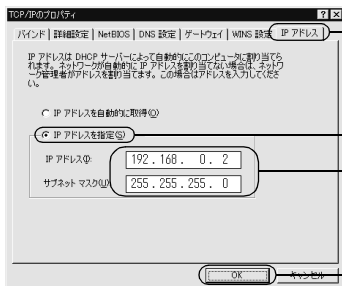 TCP/IPのプロパティ
バインド 詳細設定 NetBIOS DNS 設定 ゲートウェイ WINS 設定 IP アドレス
IP アドレスは DHCP サーバーによって自動的にこのコンピュータに割り当てら
れます。ネットワークが自動的に IP アドレスを割り当てない場合は、ネットワ
ーク管理者がアドレスを割り当てます。この場合はアドレスを入力してくださ
い。
IP アドレスを自動的に取得(O)
IP アドレスを指定(S)
IP アドレス(I):
192.168. 0. 2
サブネット マスク(U):
255.255.255. 0
OK
キャンセル